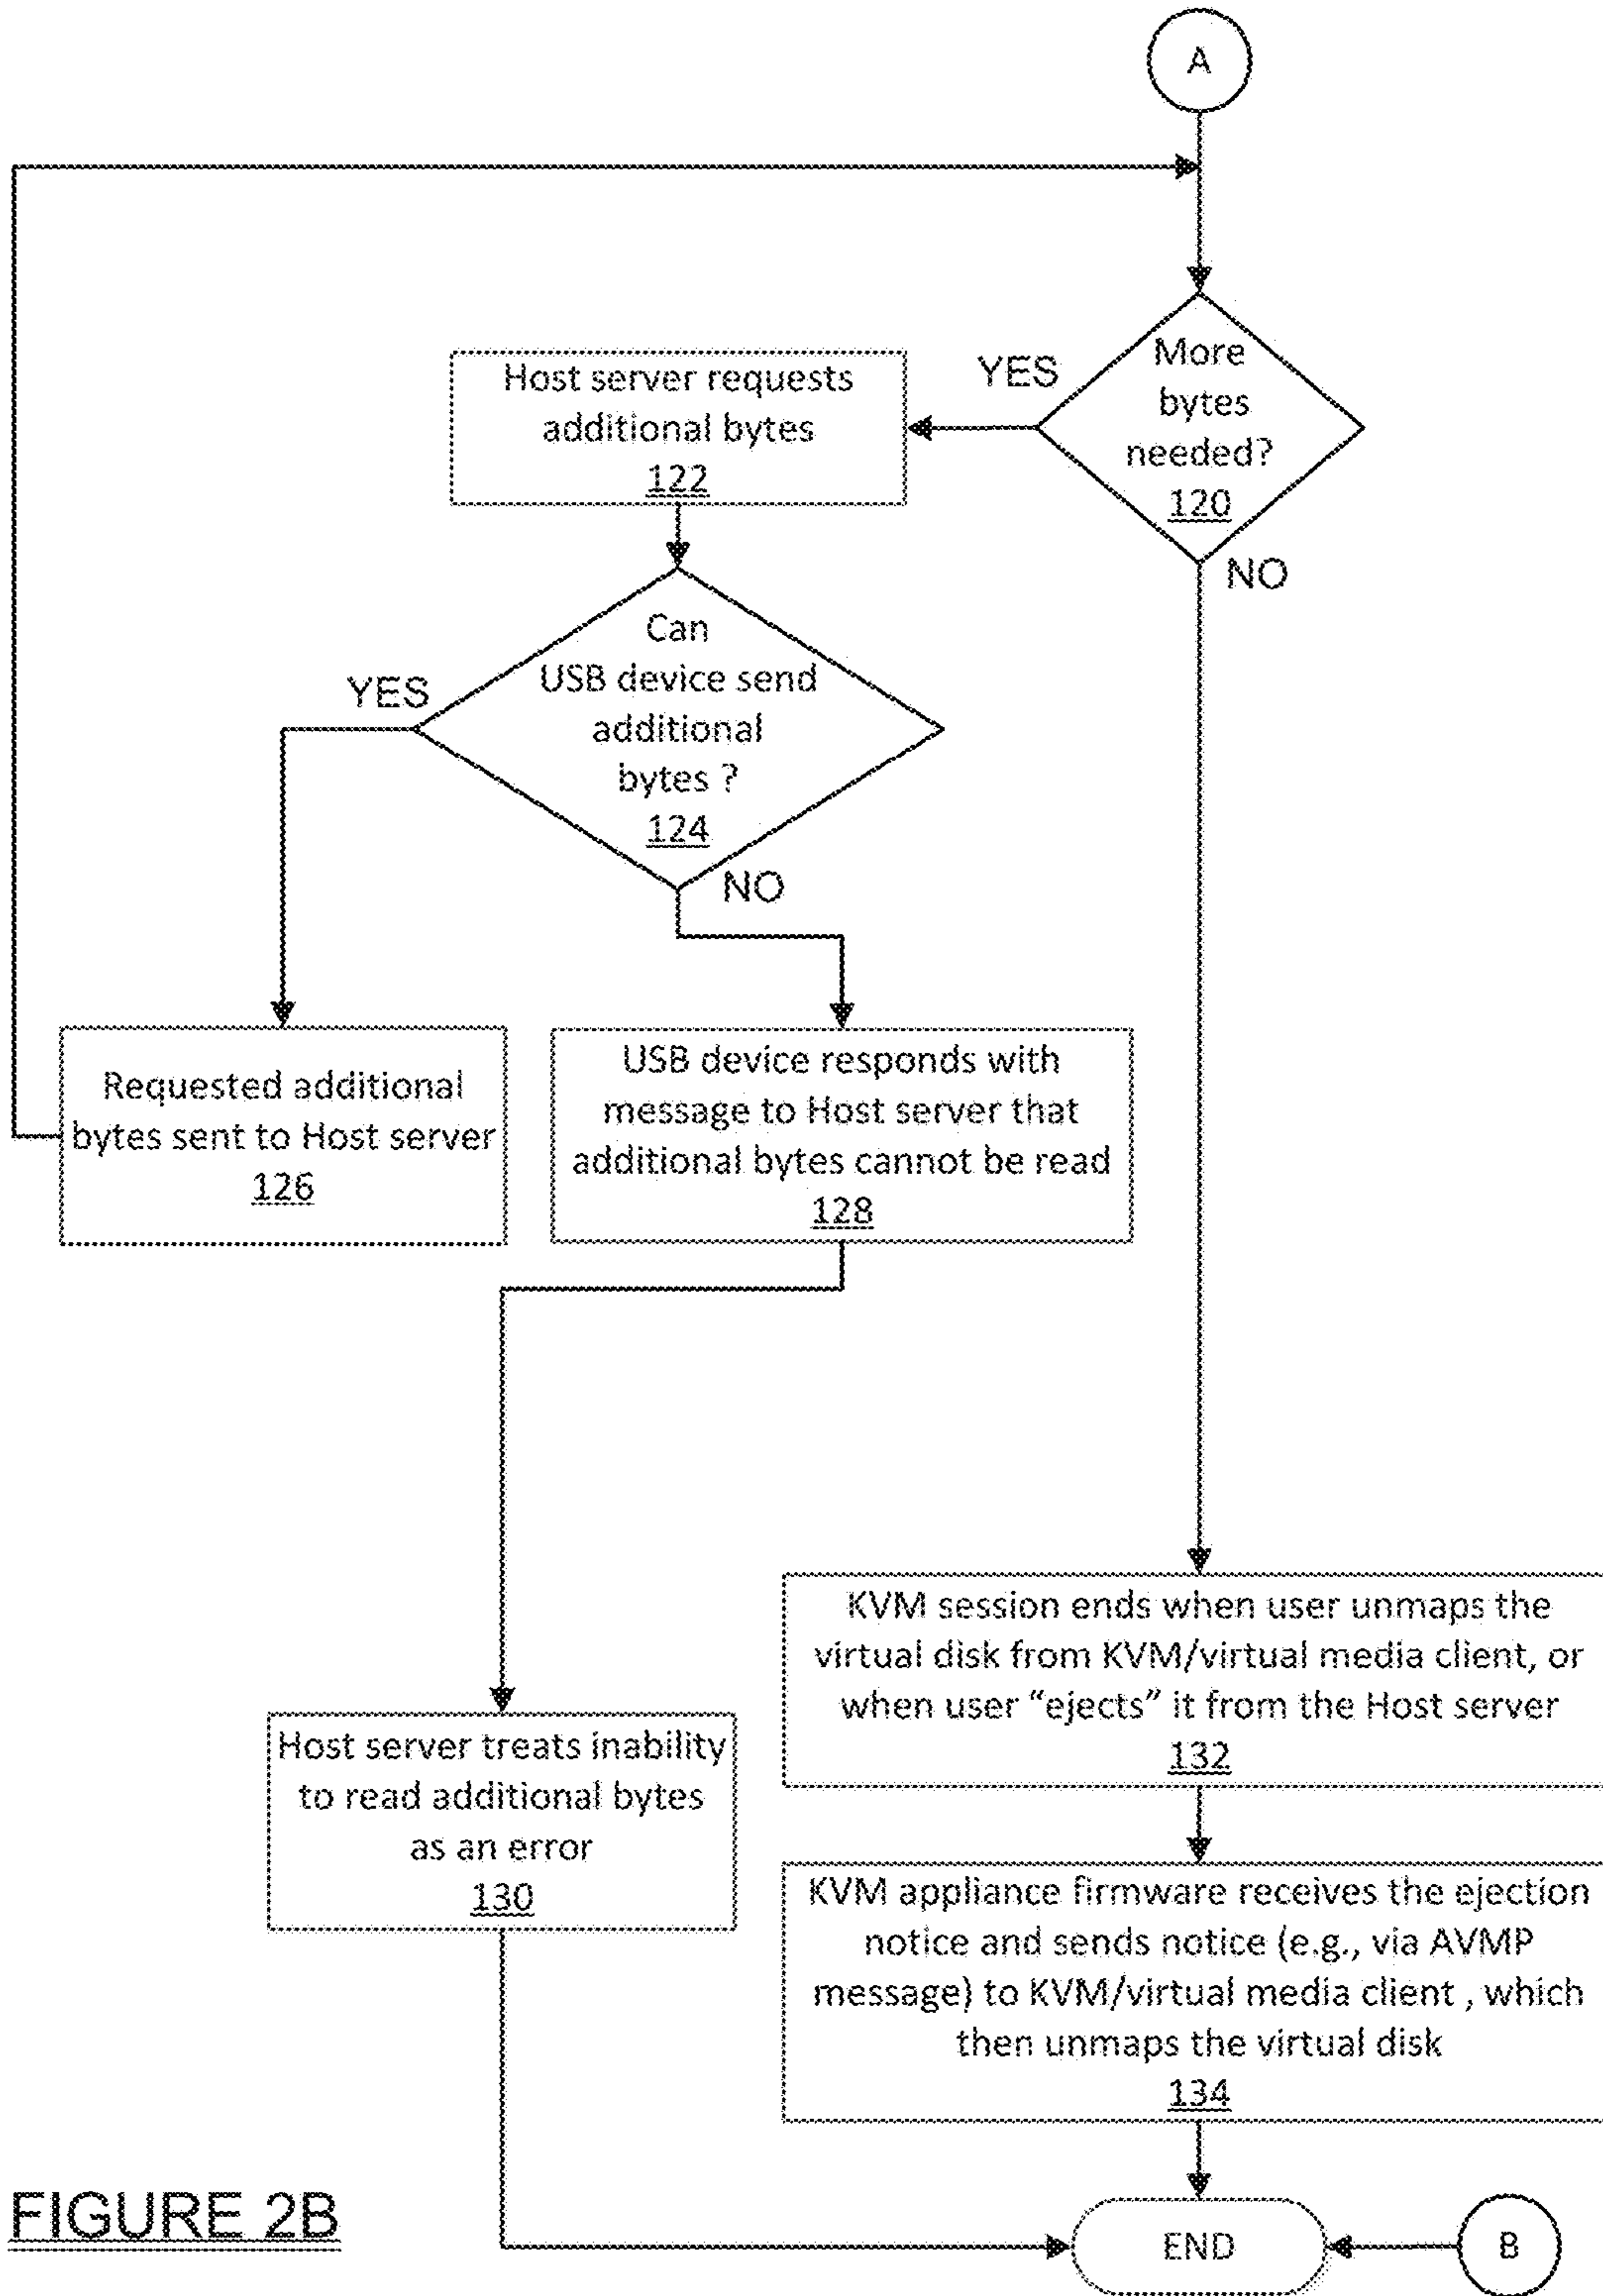 A
More
bytes
needed?
120
YES
NO
Host server requests
additional bytes
122
Can
USB device send
additional
bytes ?
124
YES
NO
Requested additional
bytes sent to Host server
126
USB device responds with
message to Host server that
additional bytes cannot be read
128
Host server treats inability
to read additional bytes
as an error
130
KVM session ends when user unmaps the
virtual disk from KVM/virtual media client, or
when user “ejects” it from the Host server
132
KVM appliance firmware receives the ejection
notice and sends notice (e.g., via AVMP
message) to KVM/virtual media client , which
then unmaps the virtual disk
134
END
B
FIGURE 2B